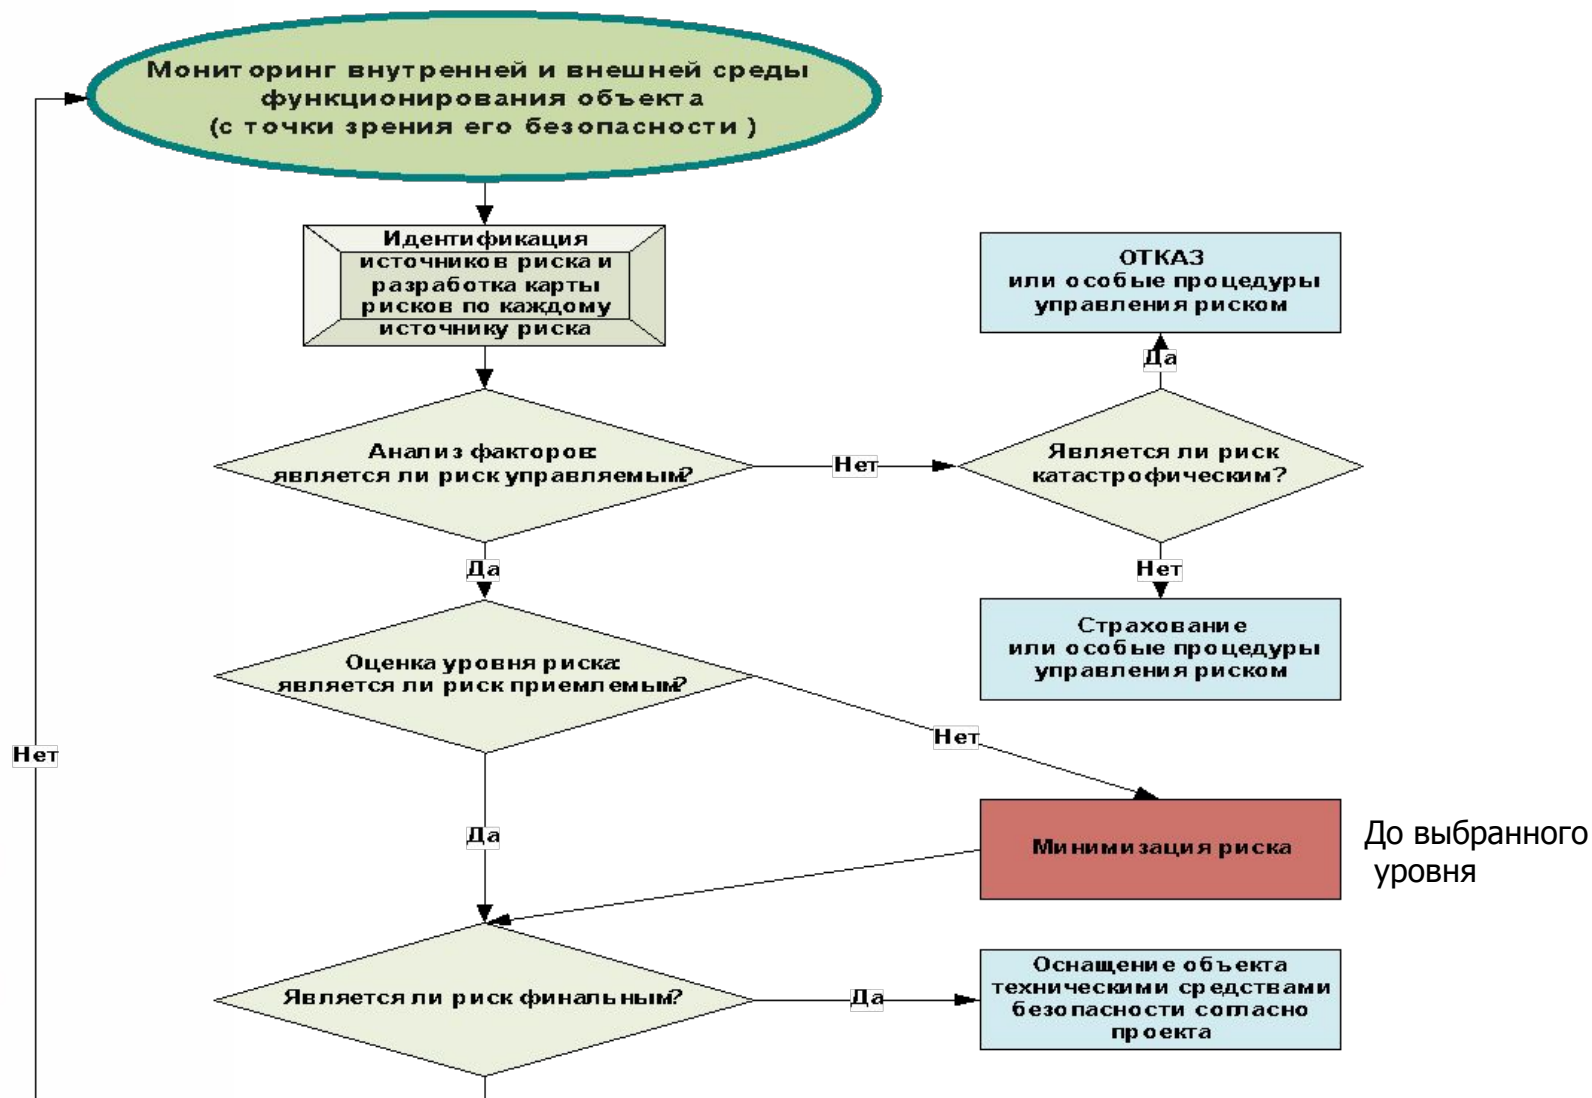 Мониторинг внутренней и внешней среды
функционирования объекта
(с точки зрения его безопасности )
Идентификация
источников риска и
разработка карты
рисков по каждому
источнику риска
ОТКАЗ
или особые процедуры
управления риском
Да
Анализ факторов:
является ли риск управляемым?
Нет
Является ли риск
катастрофическим?
Да
Нет
Страхование
или особые процедуры
управления риском
Оценка уровня риска:
является ли риск приемлемым?
Нет
Нет
Да
Минимизация риска
До выбранного
уровня
Является ли риск финальным?
Да
Оснащение объекта
техническими средствами
безопасности согласно
проекта